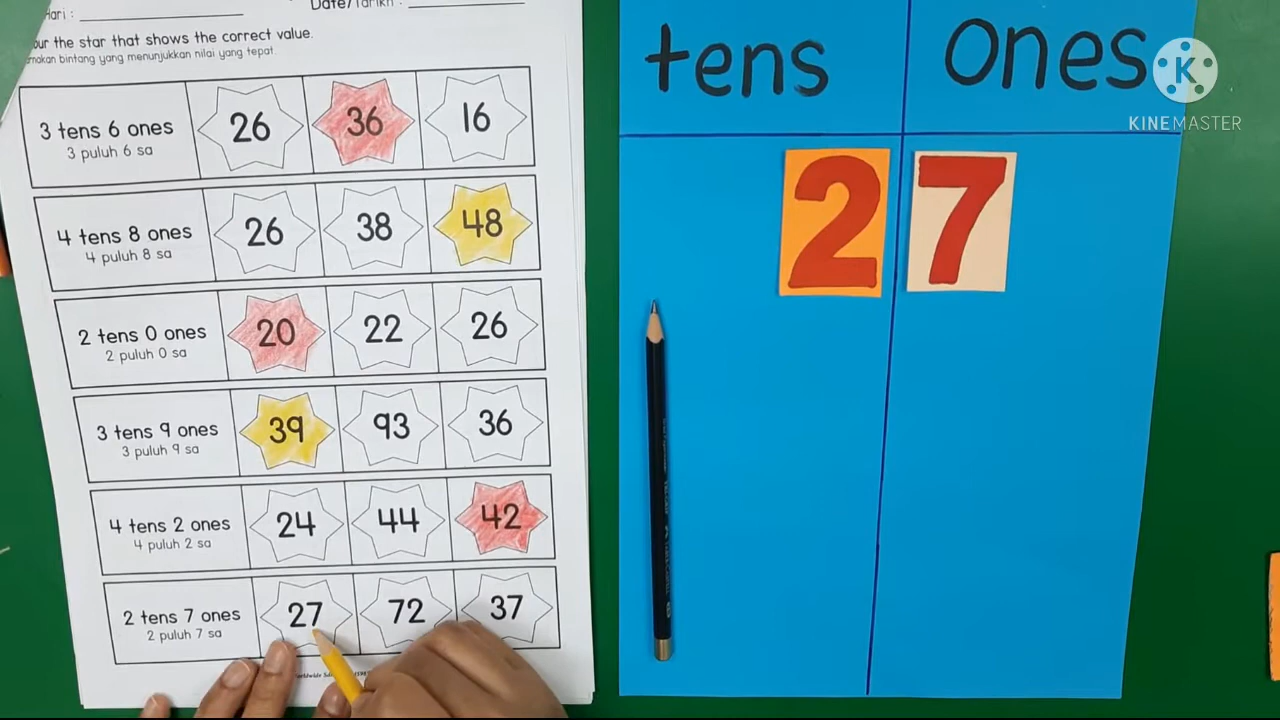 Hari :
Date/Tarikh :
our the star that shows the correct value.
rnakan bintang yang menunjukkan nilai yang tepat.
3 tens 6 ones
3 puluh 6 sa
26 36 16
4 tens 8 ones
4 puluh 8 sa
26 38 48
2 tens 0 ones
2 puluh 0 sa
20 22 26
3 tens 9 ones
3 puluh 9 sa
39 93 36
4 tens 2 ones
4 puluh 2 sa
24 44 42
2 tens 7 ones
2 puluh 7 sa
27 72 37
tens ones
2 7
K
KINEMASTER